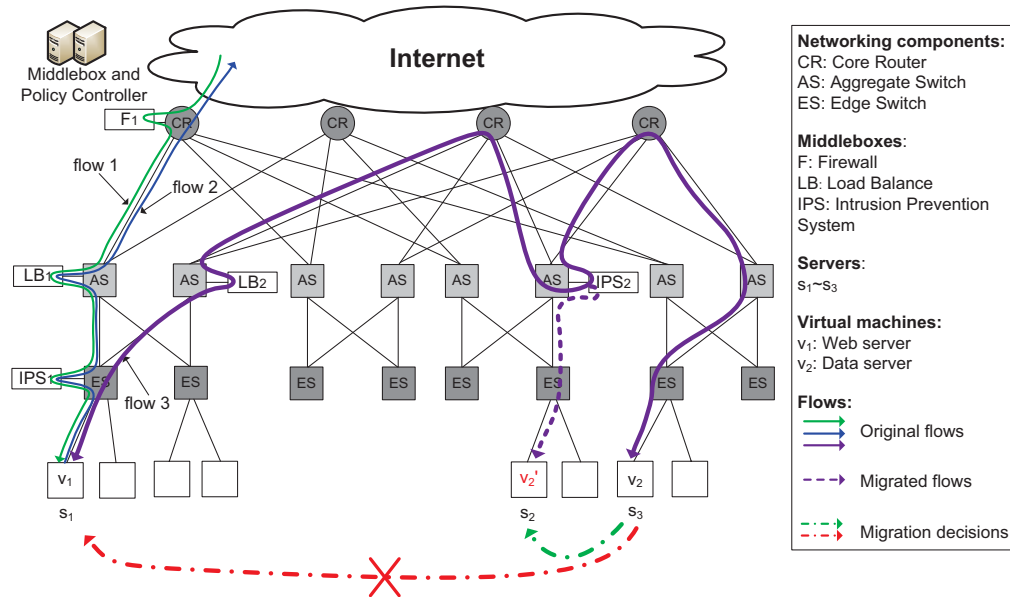 Internet
Middlebox and
Policy Controller
F1
CR
CR
CR
CR
flow 1
flow 2
LB1
AS
AS
LB2
AS
AS
AS
AS
IPS2
AS
AS
IPS1
ES
ES
ES
ES
ES
ES
ES
ES
flow 3
v1
v2'
v2
s1
s2
s3
Networking components:
CR: Core Router
AS: Aggregate Switch
ES: Edge Switch
Middleboxes:
F: Firewall
LB: Load Balance
IPS: Intrusion Prevention
System
Servers:
s1~s3
Virtual machines:
v1: Web server
v2: Data server
Flows:
Original flows
Migrated flows
Migration decisions